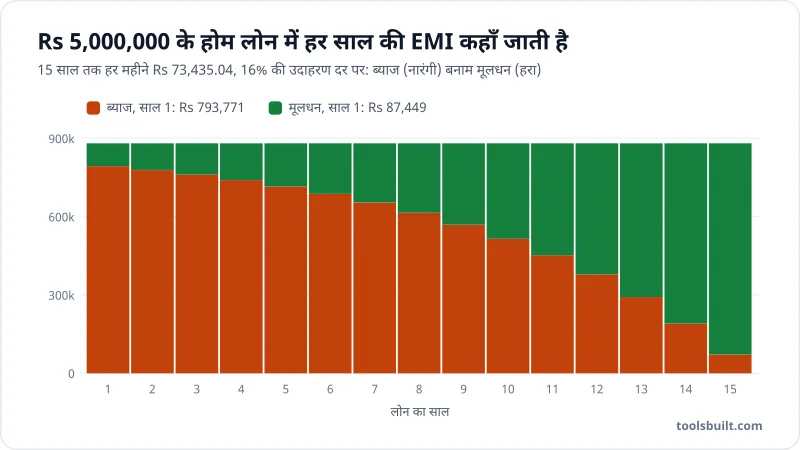 Rs 5,000,000 के होम लोन में हर साल की EMI कहाँ जाती है
15 साल तक हर महीने Rs 73,435.04, 16% की उदाहरण दर पर: ब्याज (नारंगी) बनाम मूलधन (हरा)
ब्याज, साल 1: Rs 793,771
मूलधन, साल 1: Rs 87,449
900k
600k
300k
0
1 2 3 4 5 6 7 8 9 10 11 12 13 14 15
लोन का साल
toolsbuilt.com